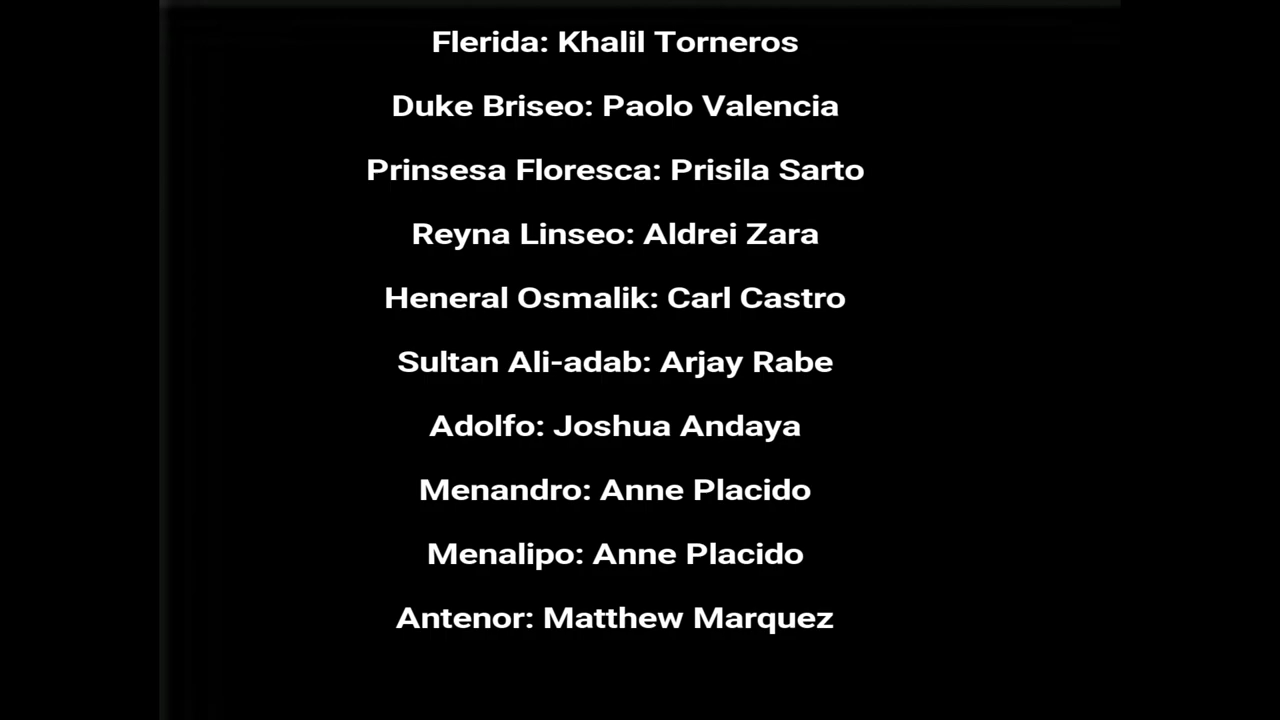 Flerida: Khalil Torneros
Duke Briseo: Paolo Valencia
Prinsesa Floresca: Prisila Sarto
Reyna Linseo: Aldrei Zara
Heneral Osmalik: Carl Castro
Sultan Ali-adab: Arjay Rabe
Adolfo: Joshua Andaya
Menandro: Anne Placido
Menalipo: Anne Placido
Antenor: Matthew Marquez